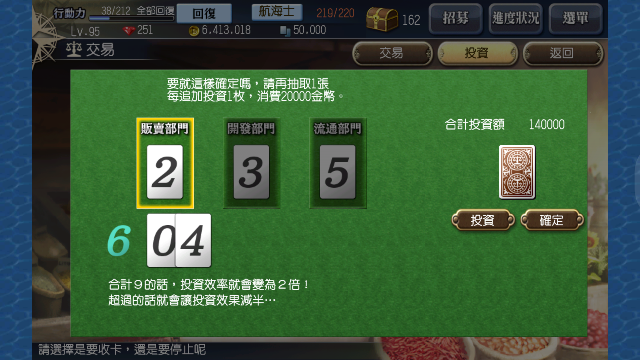 行動力 38/212 全部回復 回復 航海士 219/220 162 招募 進度狀況 選單
Lv.95 251 6.413.018 50.000
交易 交易 投資 返回
要就這樣確定嗎，請再抽取1張
每追加投資1枚，消費20000金幣。
合計投資額 140000
販賣部門 開發部門 流通部門
2 3 5
投資 確定
6 0 4
合計９的話，投資效率就會變為２倍！
超過的話就會讓投資效果減半…
請選擇是要收卡，還是要停止呢